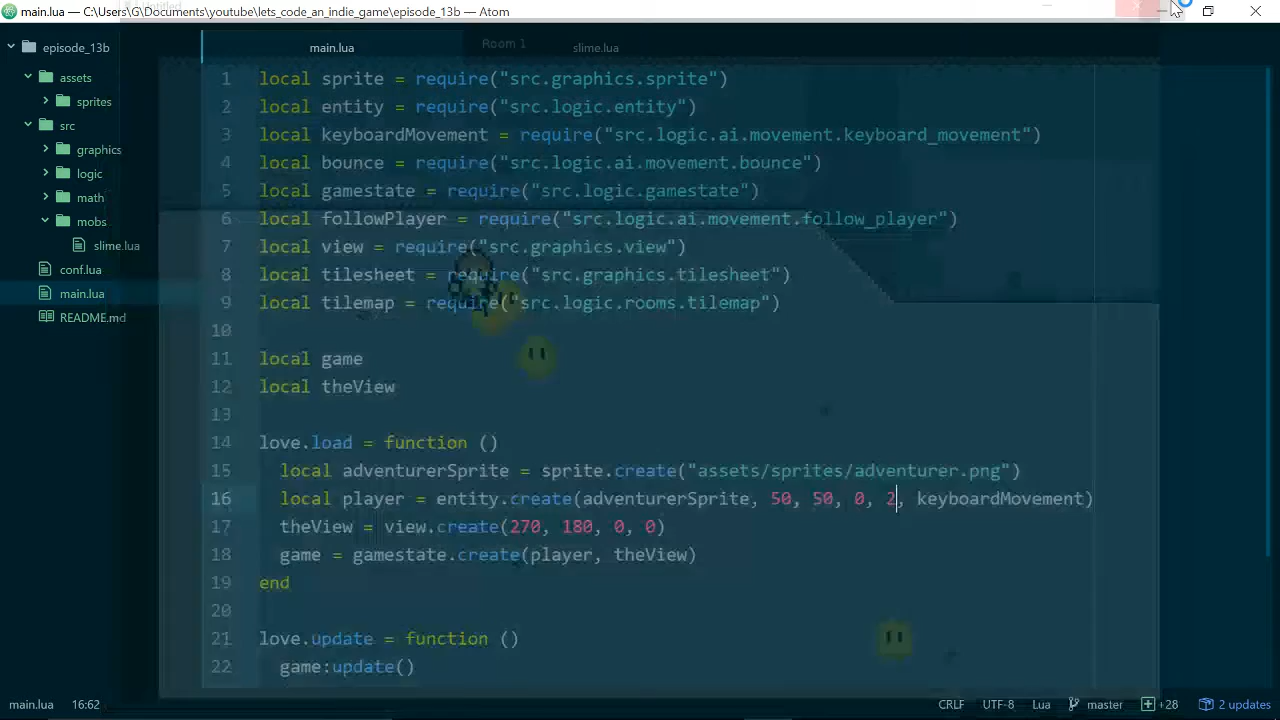 main.lua — C:\Users\G\Documents\youtube\lets_code_an_indie_game\episode_13b — Atom
Untitled
episode_13b
assets
sprites
src
graphics
logic
math
mobs
slime.lua
conf.lua
main.lua
README.md
main.lua
Room 1
slime.lua
1 local sprite = require("src.graphics.sprite")
2 local entity = require("src.logic.entity")
3 local keyboardMovement = require("src.logic.ai.movement.keyboard_movement")
4 local bounce = require("src.logic.ai.movement.bounce")
5 local gamestate = require("src.logic.gamestate")
6 local followPlayer = require("src.logic.ai.movement.follow_player")
7 local view = require("src.graphics.view")
8 local tilesheet = require("src.graphics.tilesheet")
9 local tilemap = require("src.logic.rooms.tilemap")
10
11 local game
12 local theView
13
14 love.load = function ()
15 local adventurerSprite = sprite.create("assets/sprites/adventurer.png")
16 local player = entity.create(adventurerSprite, 50, 50, 0, 2, keyboardMovement)
17 theView = view.create(270, 180, 0, 0)
18 game = gamestate.create(player, theView)
19 end
20
21 love.update = function ()
22 game:update()
main.lua 16:62 CRLF UTF-8 Lua master +28 2 updates